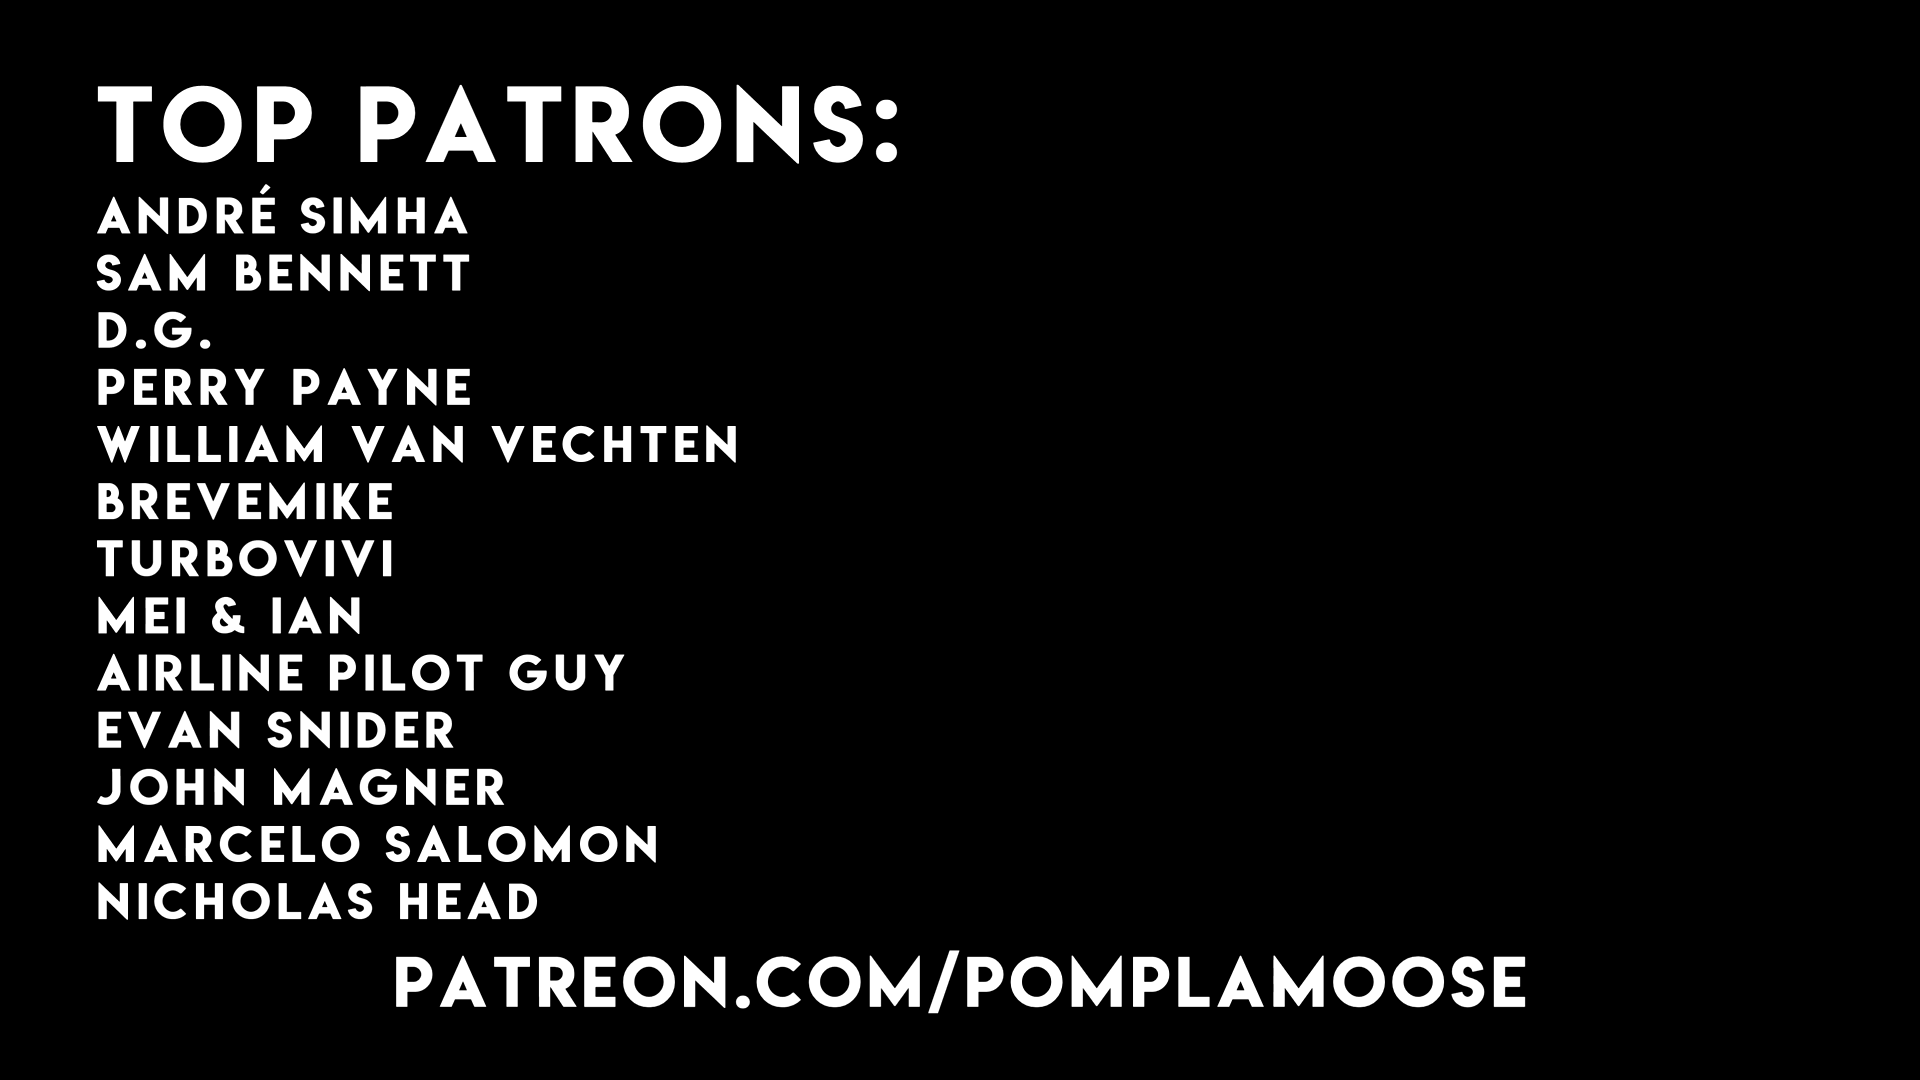 TOP PATRONS:
ANDRÉ SIMHA
SAM BENNETT
D.G.
PERRY PAYNE
WILLIAM VAN VECHTEN
BREVEMIKE
TURBOVIVI
MEI & IAN
AIRLINE PILOT GUY
EVAN SNIDER
JOHN MAGNER
MARCELO SALOMON
NICHOLAS HEAD
PATREON.COM/POMPLAMOOSE